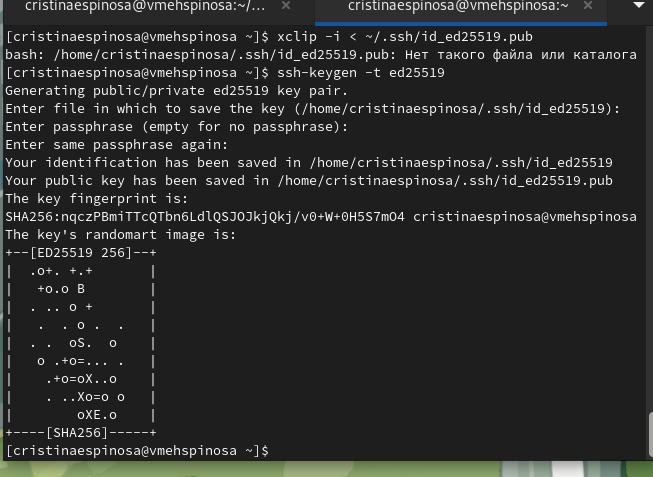 cristinaespinosa@vmehspinosa:~/... × cristinaespinosa@vmehspinosa:~ ×
[cristinaespinosa@vmehspinosa ~]$ xclip -i < ~/.ssh/id_ed25519.pub
bash: /home/cristinaespinosa/.ssh/id_ed25519.pub: Нет такого файла или каталога
[cristinaespinosa@vmehspinosa ~]$ ssh-keygen -t ed25519
Generating public/private ed25519 key pair.
Enter file in which to save the key (/home/cristinaespinosa/.ssh/id_ed25519):
Enter passphrase (empty for no passphrase):
Enter same passphrase again:
Your identification has been saved in /home/cristinaespinosa/.ssh/id_ed25519
Your public key has been saved in /home/cristinaespinosa/.ssh/id_ed25519.pub
The key fingerprint is:
SHA256:nqczPBmiTTcQTbn6LdlQSJOJkjQkj/v0+W+0H5S7mO4 cristinaespinosa@vmehspinosa
The key's randomart image is:
+--[ED25519 256]--+
|  .o+. +.+       |
|   +o.o B        |
|  . .. o +       |
|   .  . o .  .   |
|  . .  oS.  o    |
|   o .+o=... .   |
|    .+o=oX..o    |
|    . ..Xo=o o   |
|        oXE.o    |
+----[SHA256]-----+
[cristinaespinosa@vmehspinosa ~]$